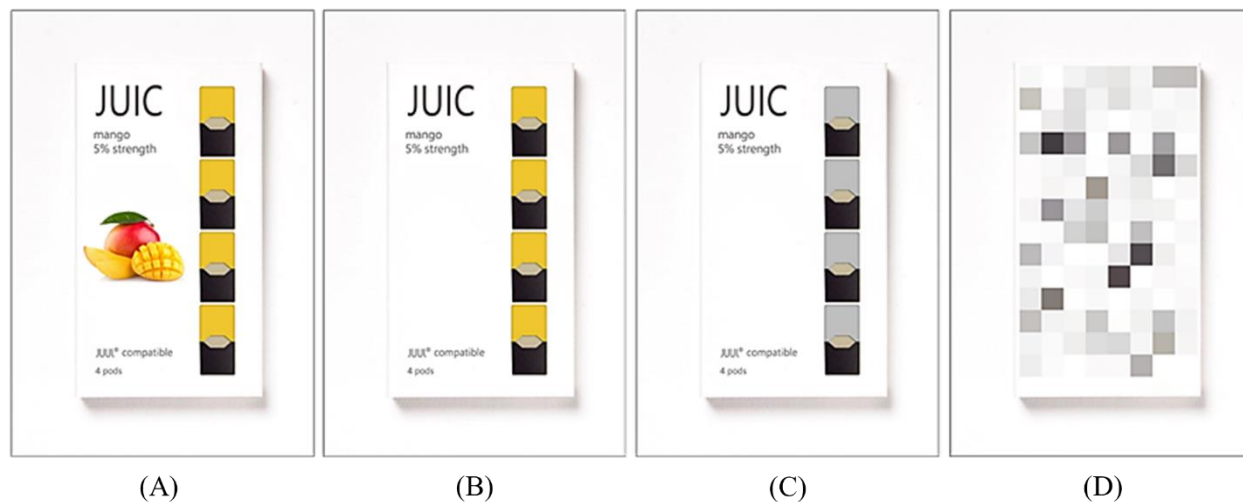 JUIC
mango
5% strength
JUUL® compatible
4 pods
JUIC
mango
5% strength
JUUL® compatible
4 pods
JUIC
mango
5% strength
JUUL® compatible
4 pods
(A) (B) (C) (D)